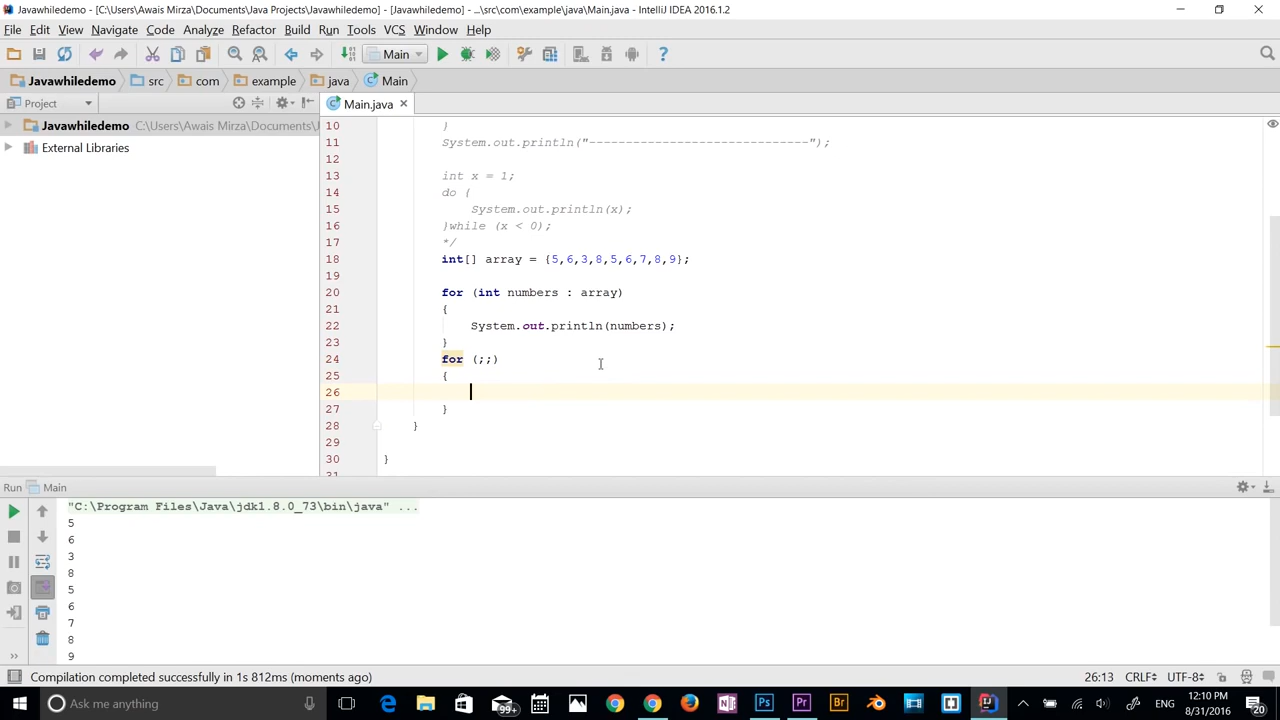 Javawhiledemo - [C:\Users\Awais Mirza\Documents\Java Projects\Javawhiledemo] - [Javawhiledemo] - ...\src\com\example\java\Main.java - IntelliJ IDEA 2016.1.2
File Edit View Navigate Code Analyze Refactor Build Run Tools VCS Window Help
Main
Javawhiledemo src com example java Main
Project
Main.java
Javawhiledemo C:\Users\Awais Mirza\Documents\J
External Libraries
10 }
11 System.out.println("------------------------------");
12
13 int x = 1;
14 do {
15 System.out.println(x);
16 }while (x < 0);
17 */
18 int[] array = {5,6,3,8,5,6,7,8,9};
19
20 for (int numbers : array)
21 {
22 System.out.println(numbers);
23 }
24 for (;;)
25 {
26
27 }
28 }
29
30 }
31
Run Main
"C:\Program Files\Java\jdk1.8.0_73\bin\java" ...
5
6
3
8
5
6
7
8
9
Compilation completed successfully in 1s 812ms (moments ago)
26:13 CRLF UTF-8
Ask me anything
99+
ENG
12:10 PM
8/31/2016
20